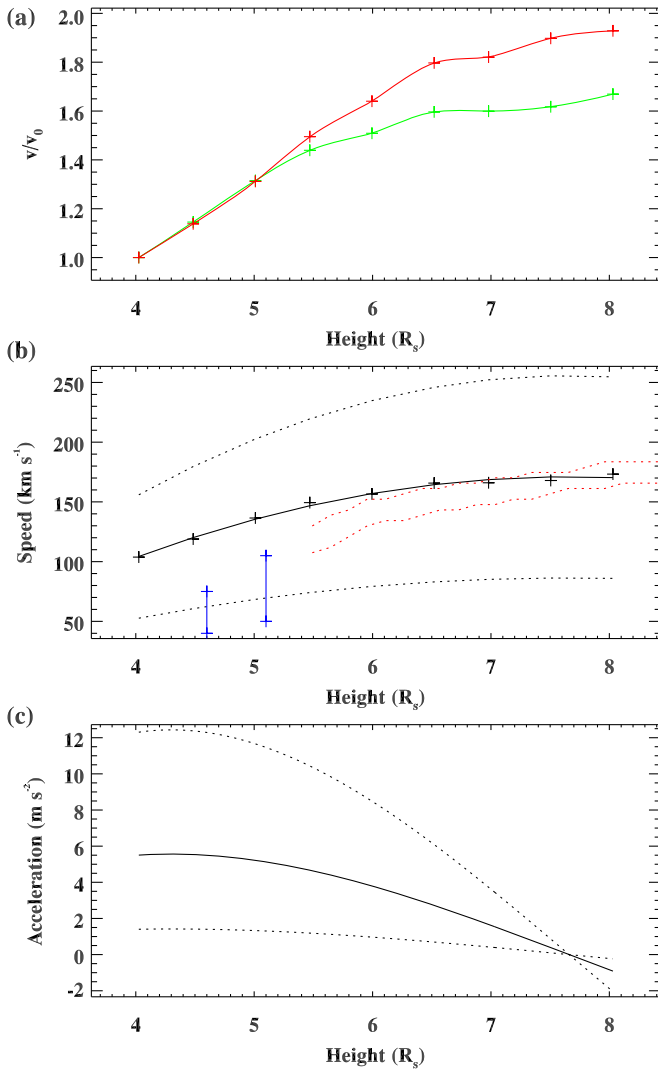 (a)
2.0
1.8
1.6
1.4
1.2
1.0
v/v₀
4 5 6 7 8
Height (Rₛ)
(b)
250
200
150
100
50
Speed (km s⁻¹)
4 5 6 7 8
Height (Rₛ)
(c)
12
10
8
6
4
2
0
-2
Acceleration (m s⁻²)
4 5 6 7 8
Height (Rₛ)